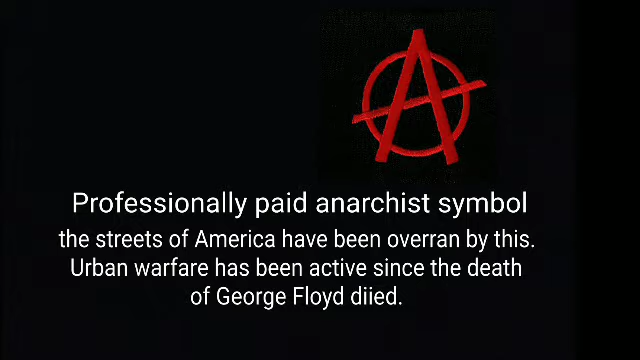 Professionally paid anarchist symbol
the streets of America have been overran by this.
Urban warfare has been active since the death
of George Floyd diied.